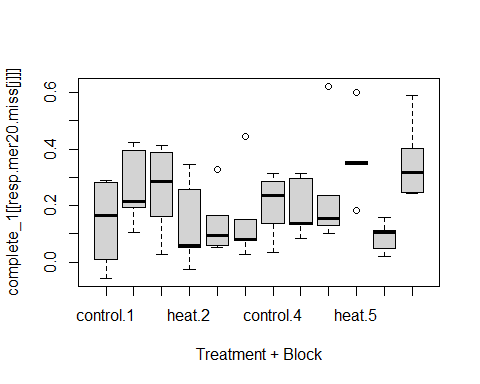 complete_1[[resp.mer20.miss[j]]]
0.6
0.4
0.2
0.0
control.1 heat.2 control.4 heat.5
Treatment + Block